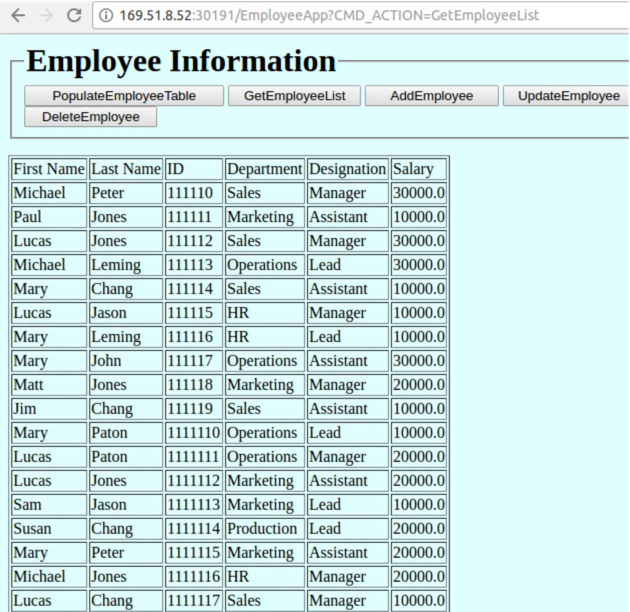 169.51.8.52:30191/EmployeeApp?CMD_ACTION=GetEmployeeList
Employee Information
PopulateEmployeeTable GetEmployeeList AddEmployee UpdateEmployee
DeleteEmployee
First Name Last Name ID Department Designation Salary
Michael Peter 111110 Sales Manager 30000.0
Paul Jones 111111 Marketing Assistant 10000.0
Lucas Jones 111112 Sales Manager 30000.0
Michael Leming 111113 Operations Lead 30000.0
Mary Chang 111114 Sales Assistant 10000.0
Lucas Jason 111115 HR Manager 10000.0
Mary Leming 111116 HR Lead 10000.0
Mary John 111117 Operations Assistant 30000.0
Matt Jones 111118 Marketing Manager 20000.0
Jim Chang 111119 Sales Assistant 10000.0
Mary Paton 1111110 Operations Lead 10000.0
Lucas Paton 1111111 Operations Manager 20000.0
Lucas Jones 1111112 Marketing Assistant 20000.0
Sam Jason 1111113 Marketing Lead 10000.0
Susan Chang 1111114 Production Lead 20000.0
Mary Peter 1111115 Marketing Assistant 20000.0
Michael Jones 1111116 HR Manager 20000.0
Lucas Chang 1111117 Sales Manager 10000.0